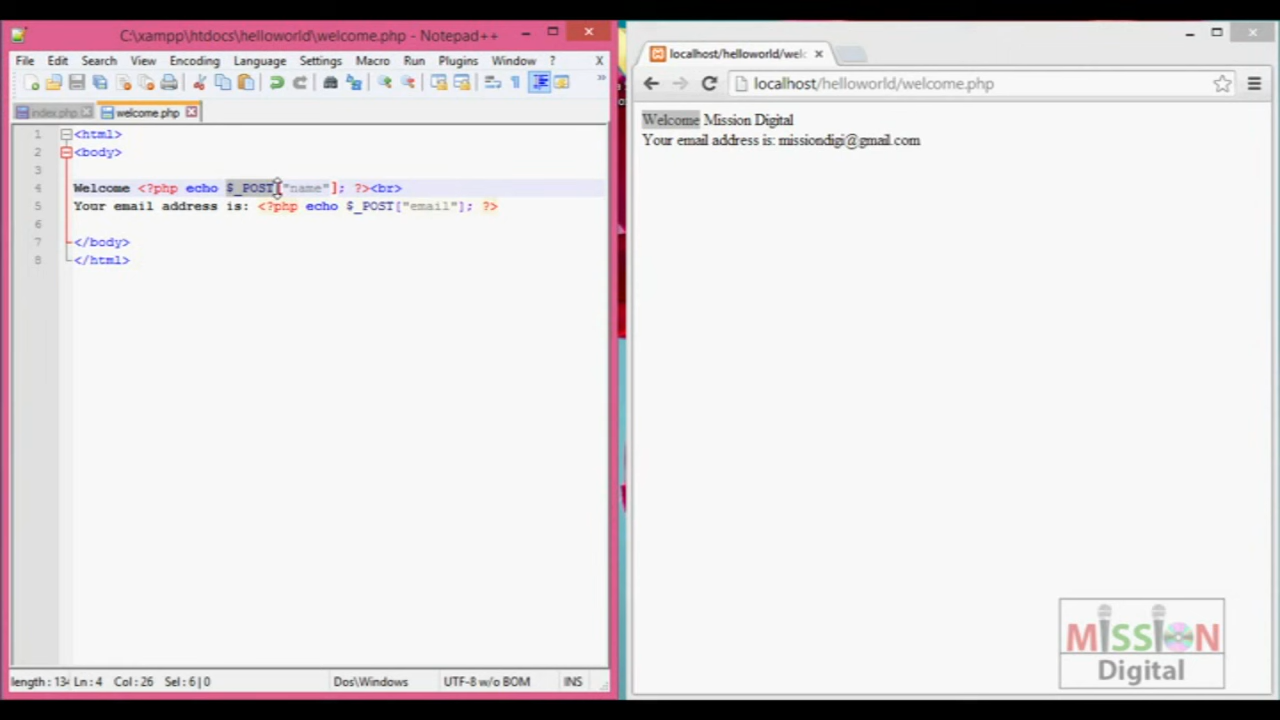 C:\xampp\htdocs\helloworld\welcome.php - Notepad++
File Edit Search View Encoding Language Settings Macro Run Plugins Window ? X
index.php welcome.php
1 <html>
2 <body>
3
4 Welcome <?php echo $_POST["name"]; ?><br>
5 Your email address is: <?php echo $_POST["email"]; ?>
6
7 </body>
8 </html>
length : 134 Ln : 4 Col : 26 Sel : 6 | 0 Dos\Windows UTF-8 w/o BOM INS
localhost/helloworld/welc
localhost/helloworld/welcome.php
Welcome Mission Digital
Your email address is: missiondigi@gmail.com
MISSION
Digital